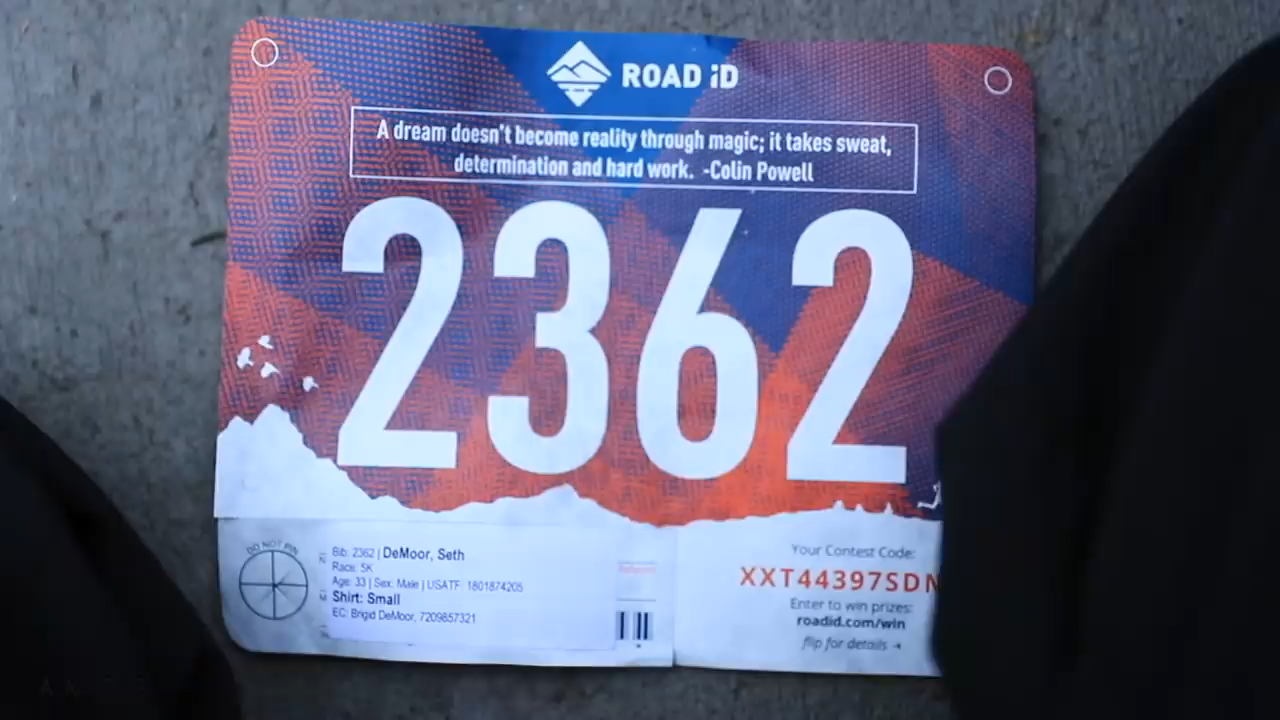 ROAD iD
A dream doesn't become reality through magic; it takes sweat,
determination and hard work. -Colin Powell
2362
DO NOT PIN
Bib: 2362 | DeMoor, Seth
Race: 5K
Age: 33 | Sex: Male | USATF: 1801874205
Shirt: Small
EC: Brigid DeMoor, 7209857321
Your Contest Code:
XXT44397SDN
Enter to win prizes:
roadid.com/win
flip for details